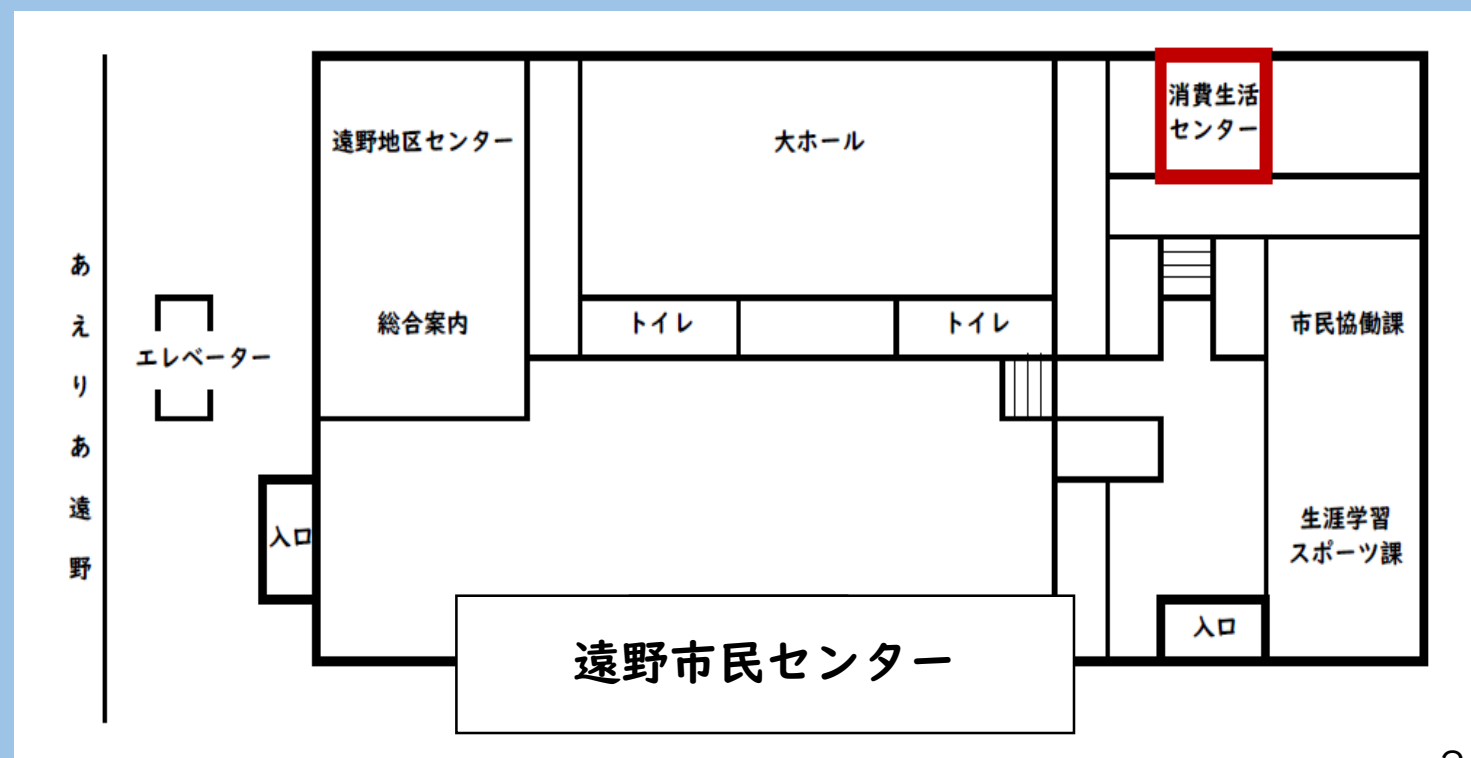 消費生活
センター
遠野地区センター
大ホール
あえりあ遠野
エレベーター
総合案内
トイレ
トイレ
市民協働課
入口
生涯学習
スポーツ課
入口
遠野市民センター